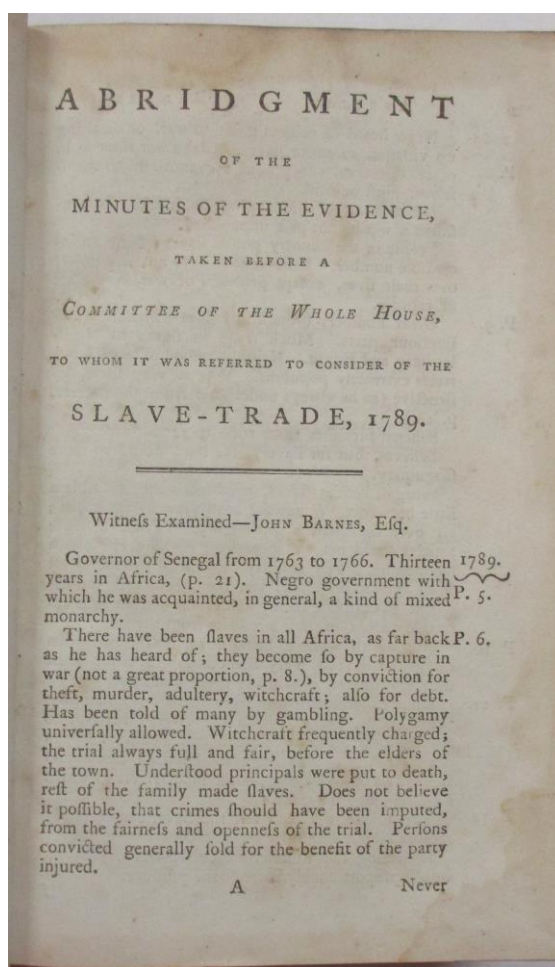 ABRIDGMENT
OF THE
MINUTES OF THE EVIDENCE,
TAKEN BEFORE A
COMMITTEE OF THE WHOLE HOUSE,
TO WHOM IT WAS REFERRED TO CONSIDER OF THE
SLAVE-TRADE, 1789.
Witneſs Examined—JOHN BARNES, Eſq.
Governor of Senegal from 1763 to 1766. Thirteen 1789.
years in Africa, (p. 21). Negro government with
which he was acquainted, in general, a kind of mixed P. 5.
monarchy.
There have been ſlaves in all Africa, as far back P. 6.
as he has heard of; they become ſo by capture in
war (not a great proportion, p. 8.), by conviction for
theft, murder, adultery, witchcraft; alſo for debt.
Has been told of many by gambling. Polygamy
univerſally allowed. Witchcraft frequently charged;
the trial always full and fair, before the elders of
the town. Underſtood principals were put to death,
reſt of the family made ſlaves. Does not believe
it poſſible, that crimes ſhould have been imputed,
from the fairneſs and openneſs of the trial. Perſons
convicted generally ſold for the benefit of the party
injured.
A Never